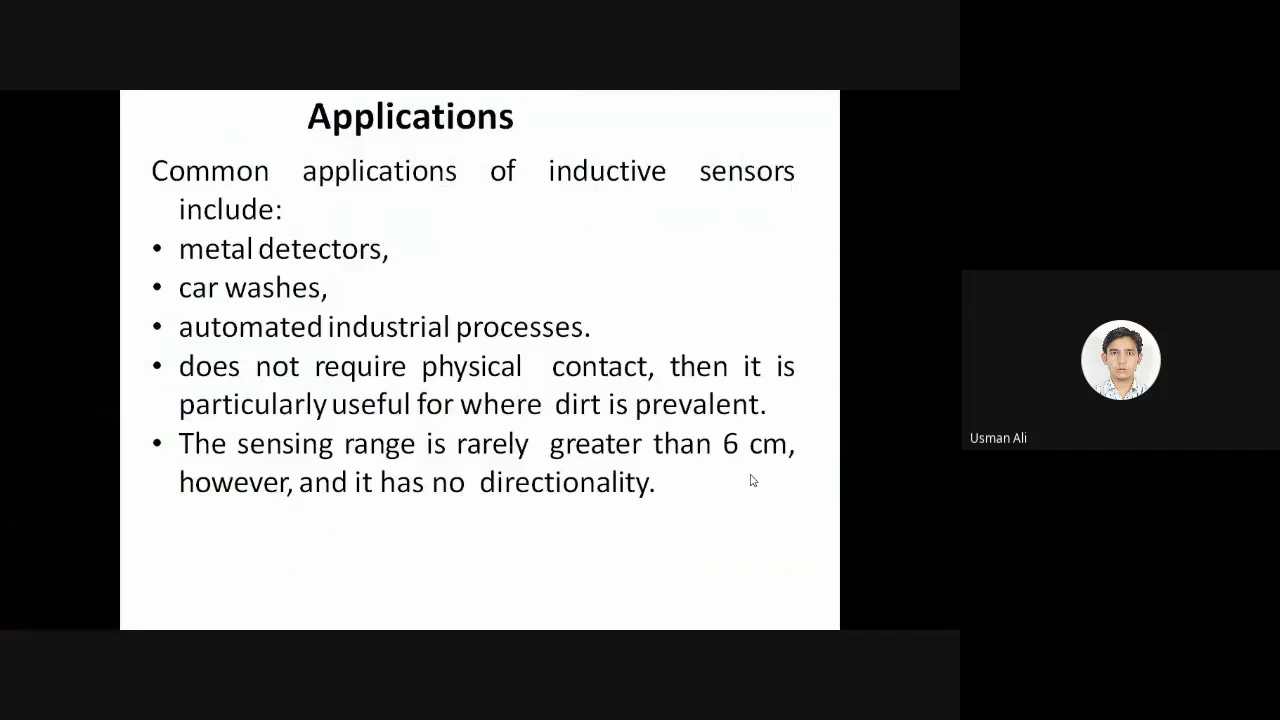 Applications
Common applications of inductive sensors
include:
• metal detectors,
• car washes,
• automated industrial processes.
• does not require physical contact, then it is
particularly useful for where dirt is prevalent.
• The sensing range is rarely greater than 6 cm,
however, and it has no directionality.
Usman Ali